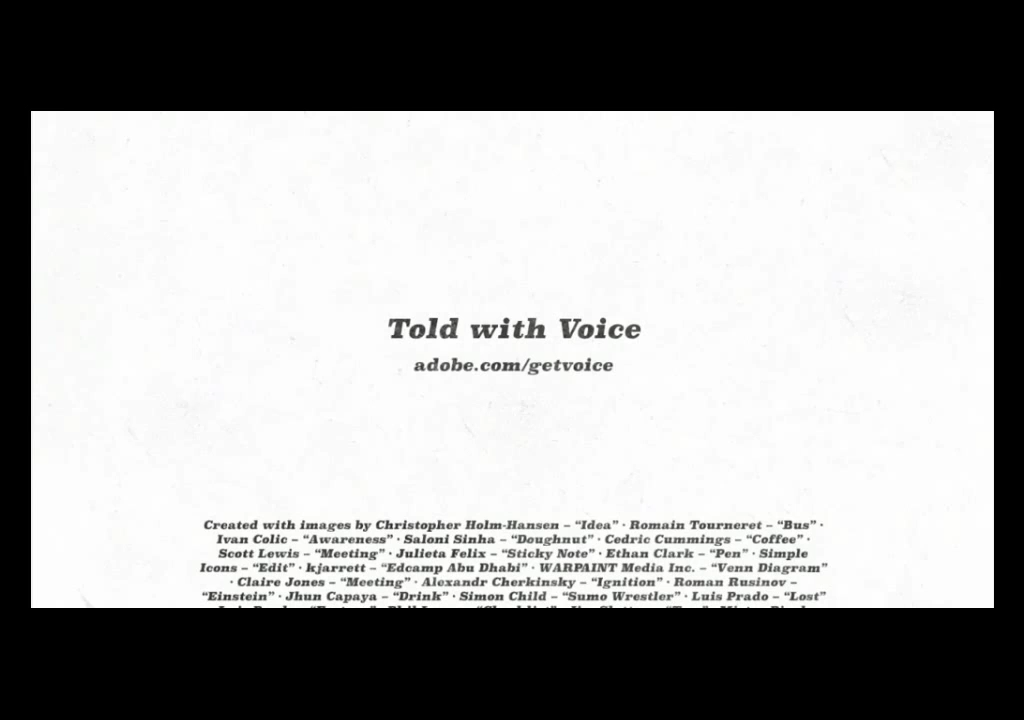 Told with Voice
adobe.com/getvoice
Created with images by Christopher Holm-Hansen – “Idea” · Romain Tourneret – “Bus” ·
Ivan Colic – “Awareness” · Saloni Sinha – “Doughnut” · Cedric Cummings – “Coffee” ·
Scott Lewis – “Meeting” · Julieta Felix – “Sticky Note” · Ethan Clark – “Pen” · Simple
Icons – “Edit” · kjarrett – “Edcamp Abu Dhabi” · WARPAINT Media Inc. – “Venn Diagram”
· Claire Jones – “Meeting” · Alexandr Cherkinsky – “Ignition” · Roman Rusinov –
“Einstein” · Jhun Capaya – “Drink” · Simon Child – “Sumo Wrestler” · Luis Prado – “Lost”